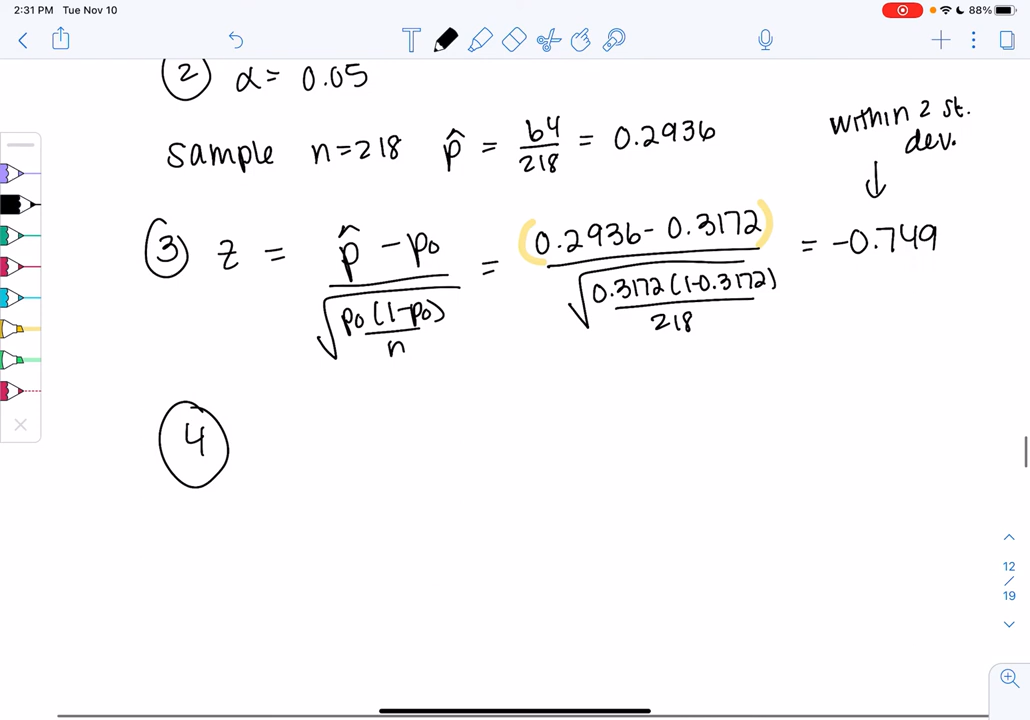 2:31 PM Tue Nov 10
88%
T
② α = 0.05
within 2 st. dev.
sample n=218 p̂ = 64/218 = 0.2936
↓
③ z = (p̂ − p₀)/√(p₀(1−p₀)/n) = (0.2936 − 0.3172)/√(0.3172(1−0.3172)/218) = −0.749
④
12
/
19